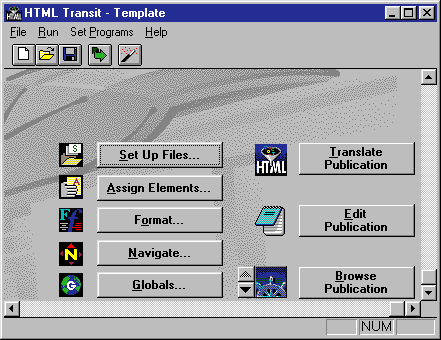 HTML Transit - Template
File Run Set Programs Help
Set Up Files...
Assign Elements...
Format...
Navigate...
Globals...
HTML
Translate
Publication
Edit
Publication
Browse
Publication
NUM